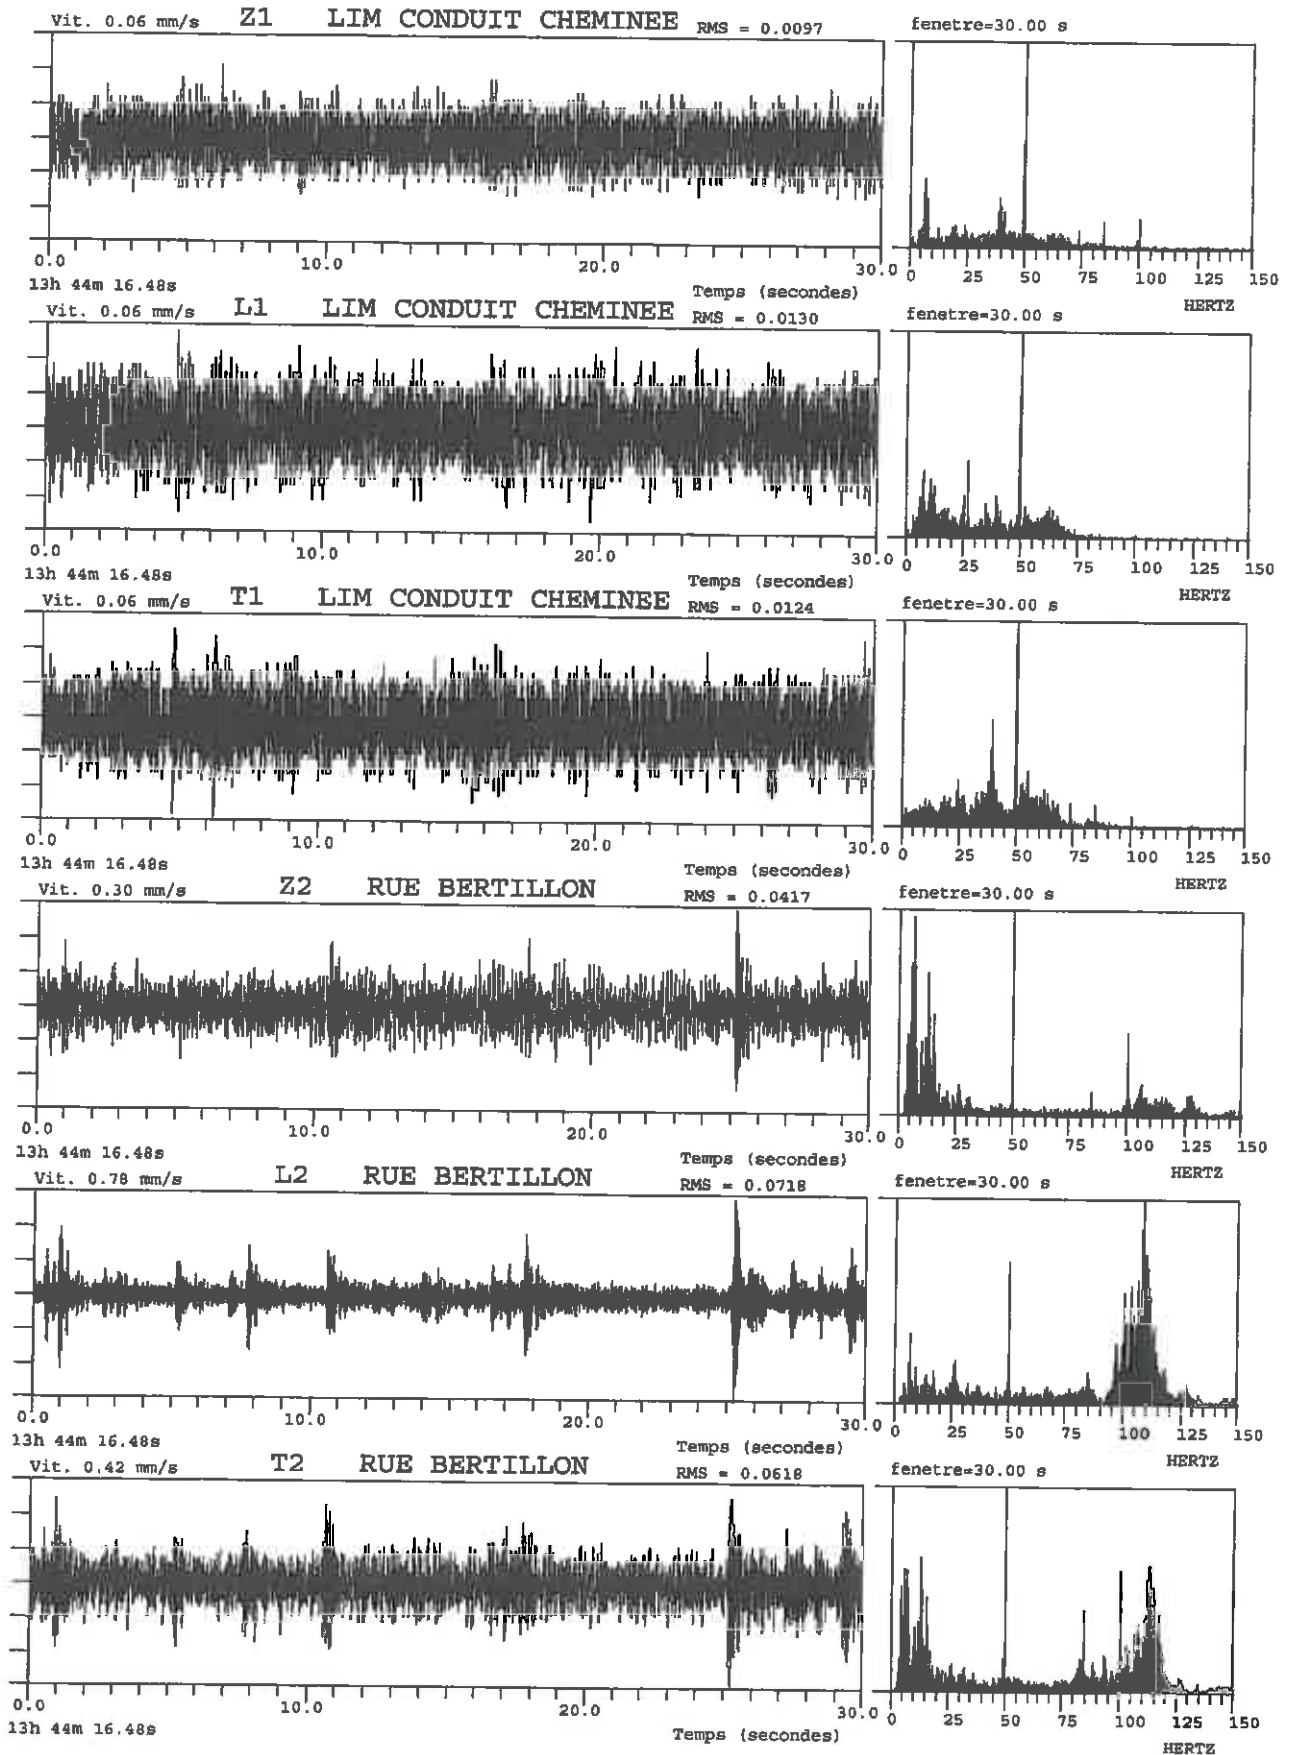 Vit. 0.06 mm/s Z1 LIM CONDUIT CHEMINEE RMS = 0.0097 fenetre=30.00 s
0.0 10.0 20.0 30.0 0 25 50 75 100 125 150
13h 44m 16.48s Temps (secondes) HERTZ
Vit. 0.06 mm/s L1 LIM CONDUIT CHEMINEE RMS = 0.0130 fenetre=30.00 s
0.0 10.0 20.0 30.0 0 25 50 75 100 125 150
13h 44m 16.48s Temps (secondes) HERTZ
Vit. 0.06 mm/s T1 LIM CONDUIT CHEMINEE RMS = 0.0124 fenetre=30.00 s
0.0 10.0 20.0 30.0 0 25 50 75 100 125 150
13h 44m 16.48s Temps (secondes) HERTZ
Vit. 0.30 mm/s Z2 RUE BERTILLON RMS = 0.0417 fenetre=30.00 s
0.0 10.0 20.0 30.0 0 25 50 75 100 125 150
13h 44m 16.48s Temps (secondes) HERTZ
Vit. 0.78 mm/s L2 RUE BERTILLON RMS = 0.0718 fenetre=30.00 s
0.0 10.0 20.0 30.0 0 25 50 75 100 125 150
13h 44m 16.48s Temps (secondes) HERTZ
Vit. 0.42 mm/s T2 RUE BERTILLON RMS = 0.0618 fenetre=30.00 s
0.0 10.0 20.0 30.0 0 25 50 75 100 125 150
13h 44m 16.48s Temps (secondes) HERTZ